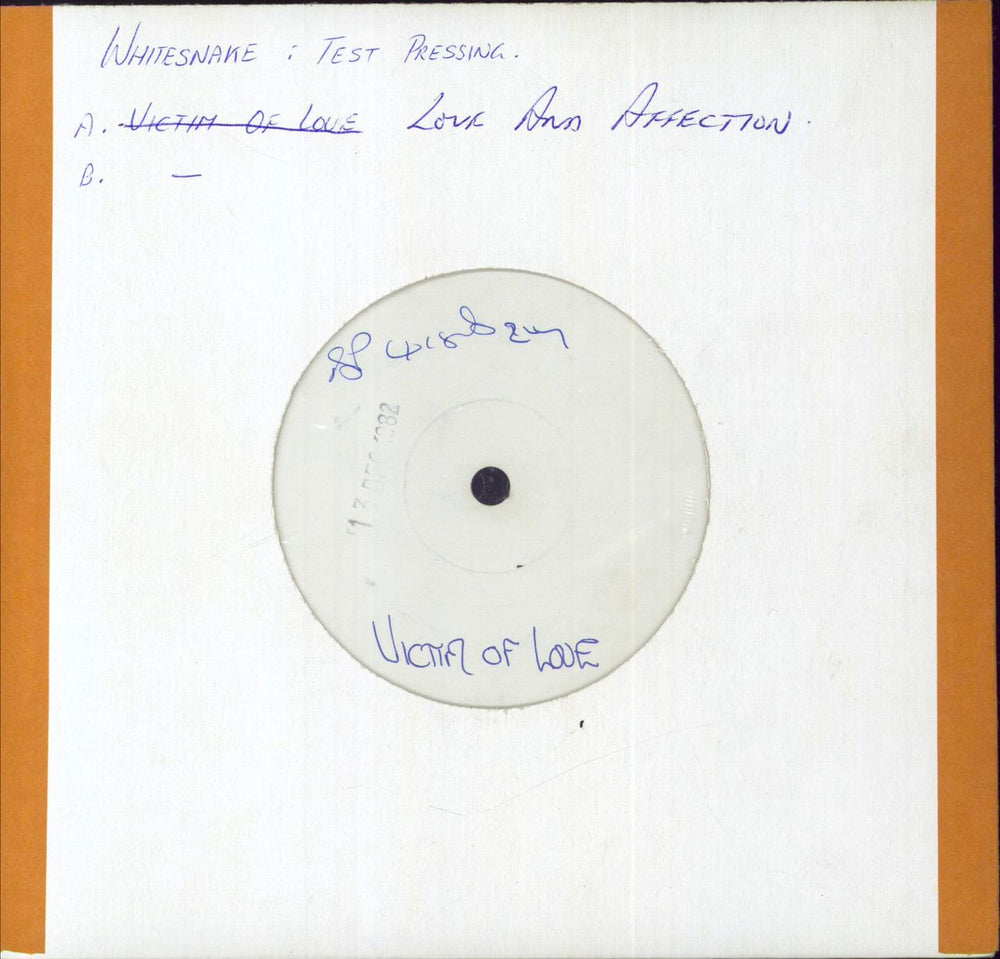 WHITESNAKE : TEST PRESSING.
A. VICTIM OF LOVE LOVE AND AFFECTION.
B. —
13 DEC 1982
VICTIM OF LOVE